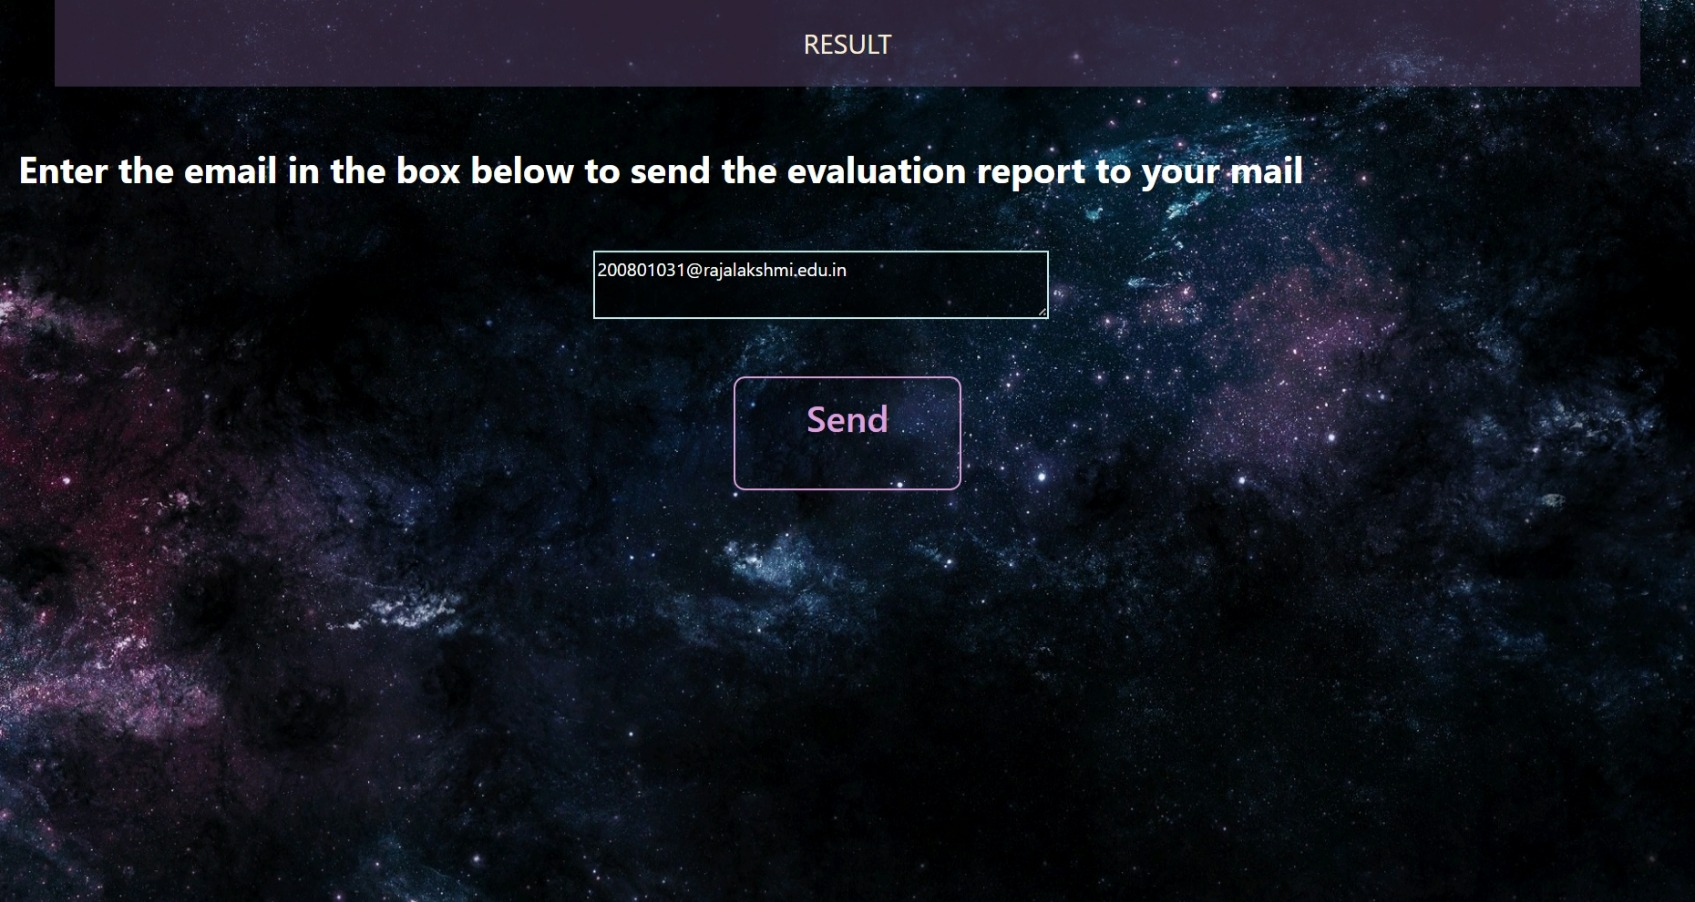 RESULT
Enter the email in the box below to send the evaluation report to your mail
200801031@rajalakshmi.edu.in
Send